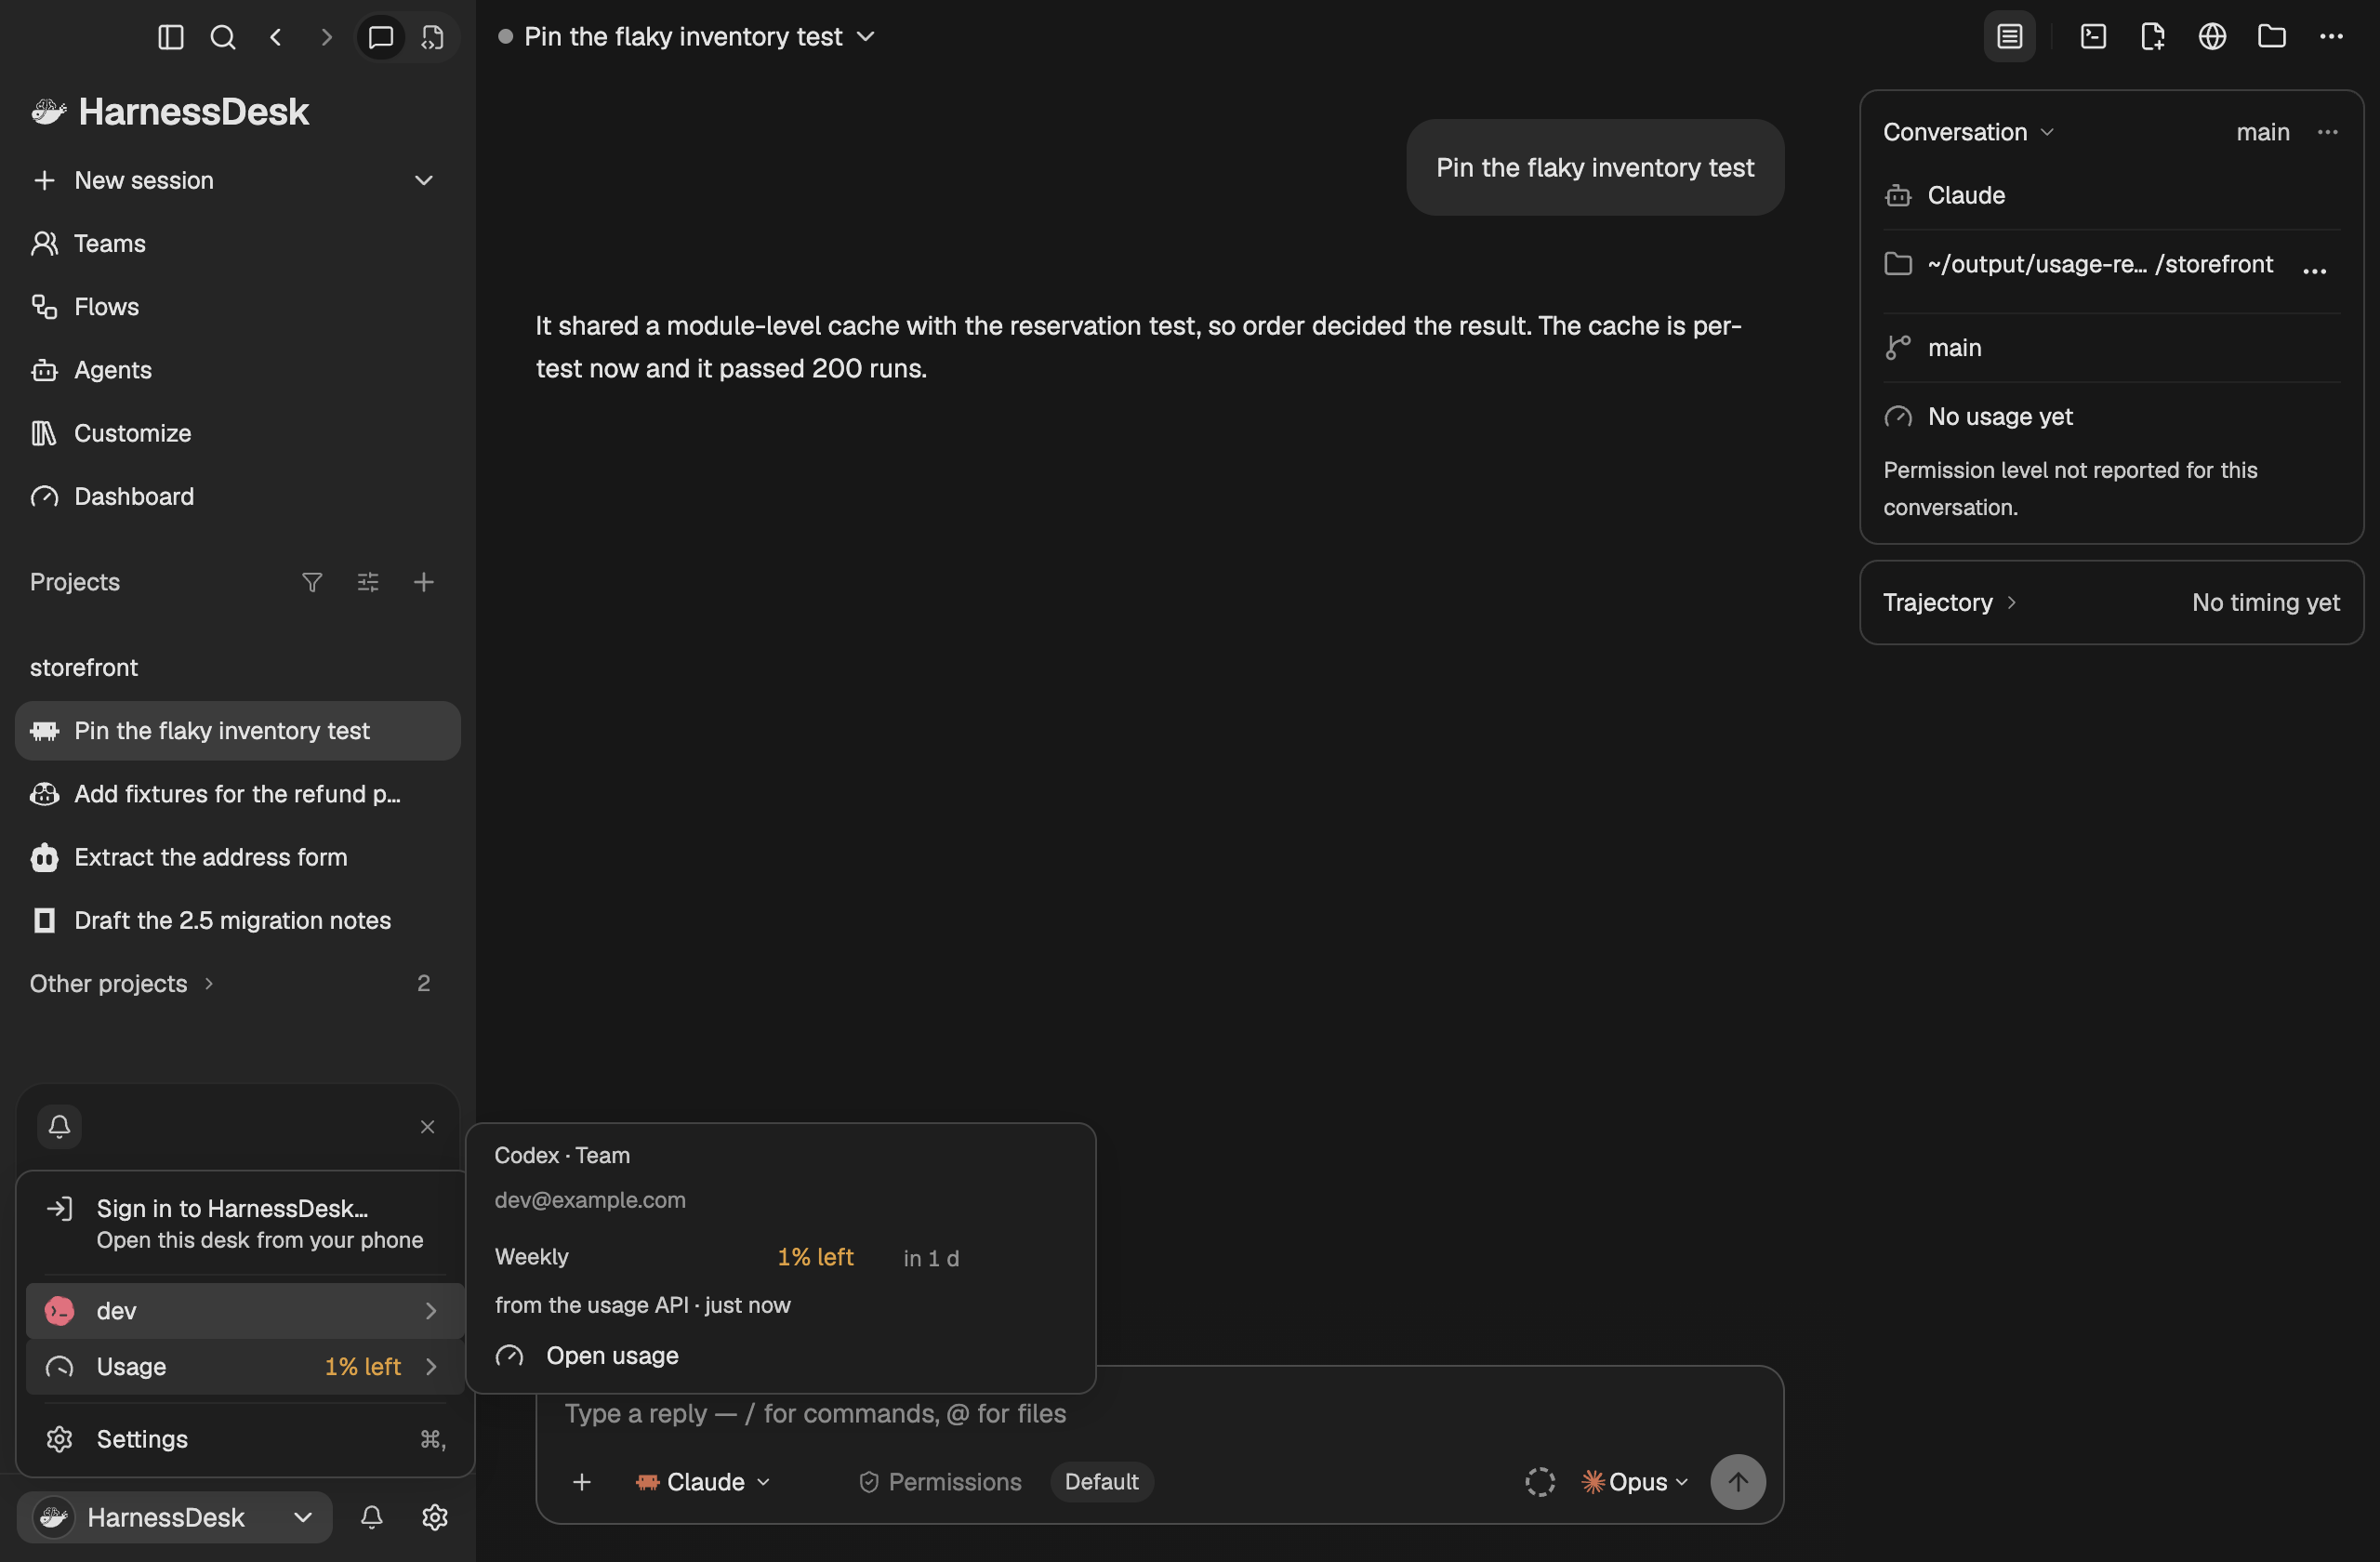 Pin the flaky inventory test
HarnessDesk
New session
Teams
Flows
Agents
Customize
Dashboard
Projects
storefront
Pin the flaky inventory test
Add fixtures for the refund p…
Extract the address form
Draft the 2.5 migration notes
Other projects 2
Sign in to HarnessDesk…
Open this desk from your phone
dev
Usage 1% left
Settings ⌘,
HarnessDesk
Pin the flaky inventory test
It shared a module-level cache with the reservation test, so order decided the result. The cache is per-
test now and it passed 200 runs.
Codex · Team
dev@example.com
Weekly 1% left in 1 d
from the usage API · just now
Open usage
Type a reply — / for commands, @ for files
Claude Permissions Default Opus
Conversation main
Claude
~/output/usage-re… /storefront
main
No usage yet
Permission level not reported for this
conversation.
Trajectory No timing yet